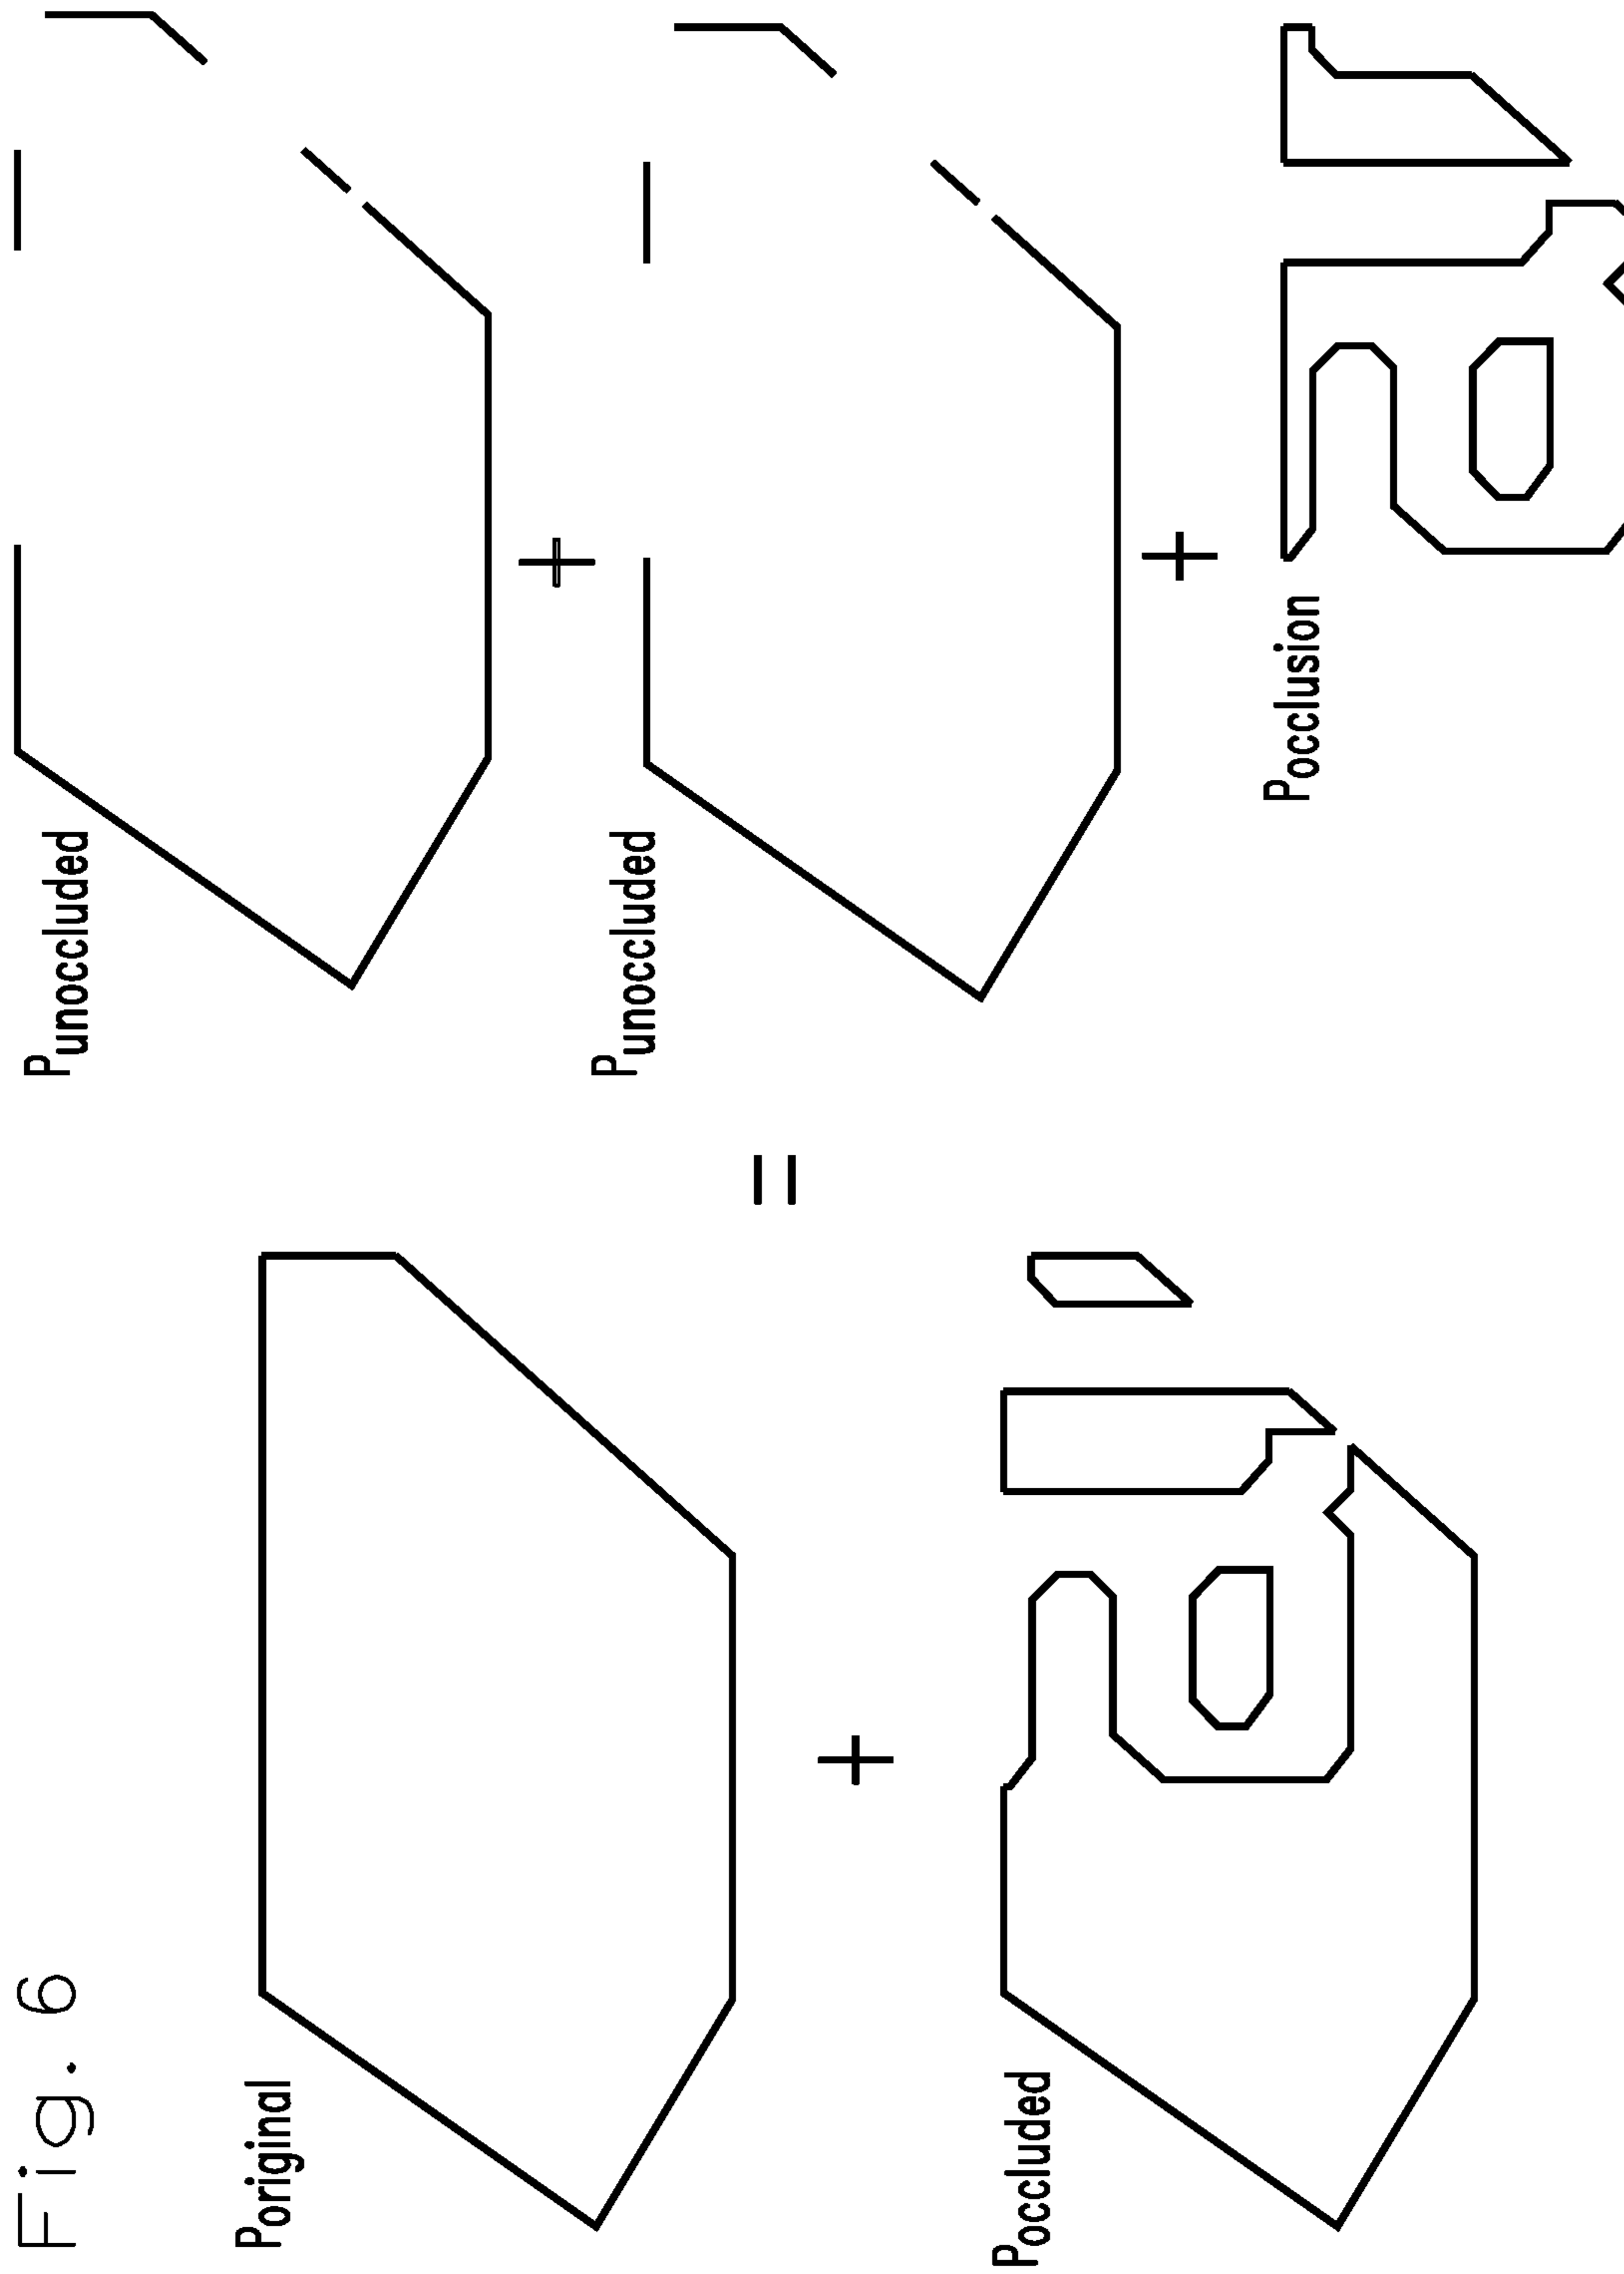 Fig. 6
Poriginal
+
Poccluded
=
Punoccluded
+
Punoccluded
+
Pocclusion